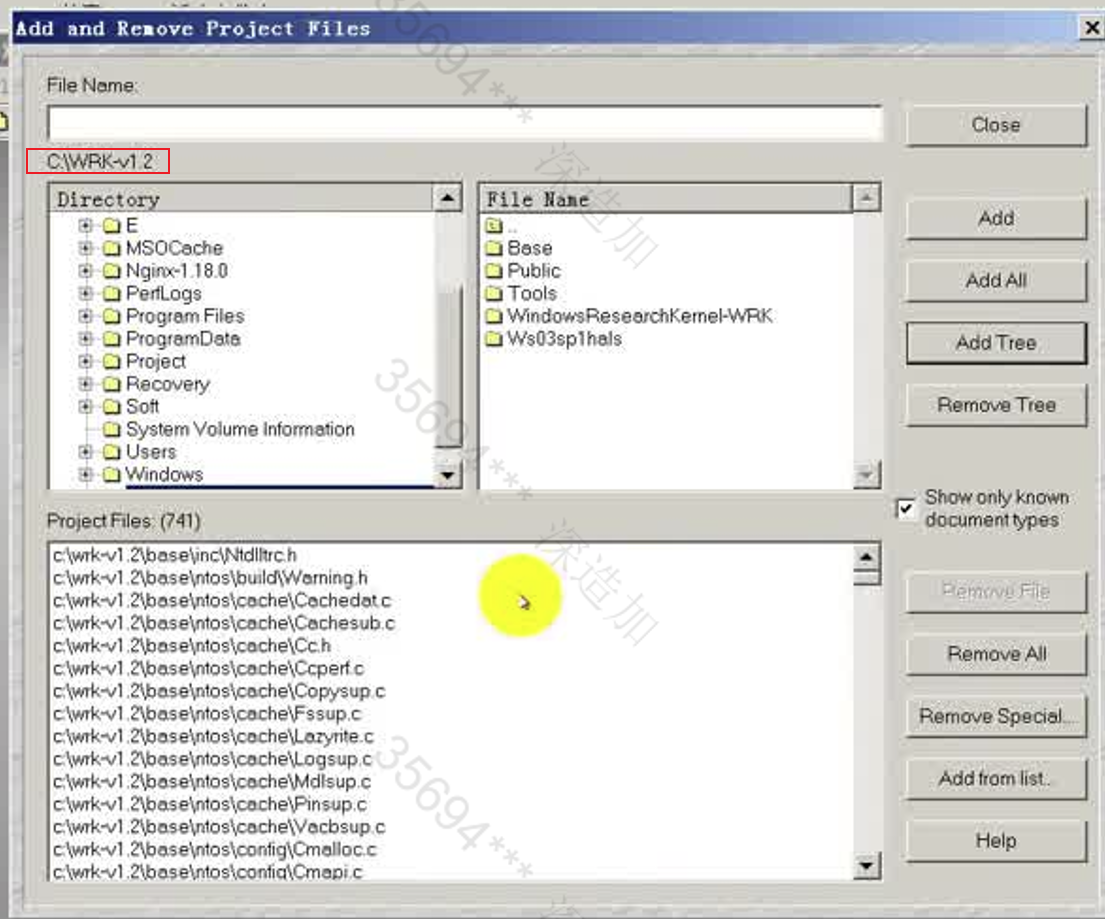 Add and Remove Project Files
File Name:
Close
C:\WRK-v1.2
Directory
File Name
E
MSOCache
Nginx-1.18.0
PerfLogs
Program Files
ProgramData
Project
Recovery
Soft
System Volume Information
Users
Windows
..
Base
Public
Tools
WindowsResearchKernel-WRK
Ws03sp1hals
Add
Add All
Add Tree
Remove Tree
Show only known
document types
Project Files: (741)
c:\wrk-v1.2\base\inc\Ntdlltrc.h
c:\wrk-v1.2\base\ntos\build\Warning.h
c:\wrk-v1.2\base\ntos\cache\Cachedat.c
c:\wrk-v1.2\base\ntos\cache\Cachesub.c
c:\wrk-v1.2\base\ntos\cache\Cc.h
c:\wrk-v1.2\base\ntos\cache\Ccperf.c
c:\wrk-v1.2\base\ntos\cache\Copysup.c
c:\wrk-v1.2\base\ntos\cache\Fssup.c
c:\wrk-v1.2\base\ntos\cache\Lazyrite.c
c:\wrk-v1.2\base\ntos\cache\Logsup.c
c:\wrk-v1.2\base\ntos\cache\Mdlsup.c
c:\wrk-v1.2\base\ntos\cache\Pinsup.c
c:\wrk-v1.2\base\ntos\cache\Vacbsup.c
c:\wrk-v1.2\base\ntos\config\Cmalloc.c
c:\wrk-v1.2\base\ntos\config\Cmapi.c
Remove File
Remove All
Remove Special...
Add from list..
Help
35694***
深造加
35694***
深造加
35694***